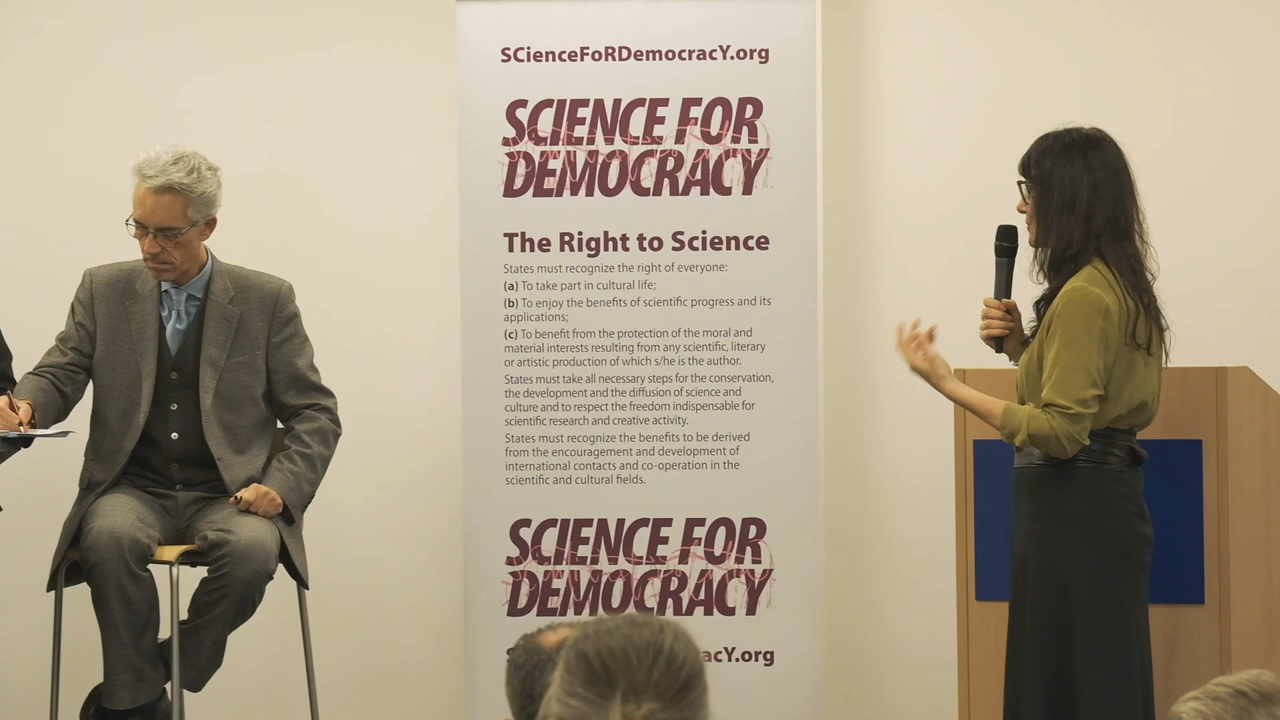 SCienceFoRDemocracY.org
SCIENCE FOR
DEMOCRACY
The Right to Science
States must recognize the right of everyone:
(a) To take part in cultural life;
(b) To enjoy the benefits of scientific progress and its
applications;
(c) To benefit from the protection of the moral and
material interests resulting from any scientific, literary
or artistic production of which s/he is the author.
States must take all necessary steps for the conservation,
the development and the diffusion of science and
culture and to respect the freedom indispensable for
scientific research and creative activity.
States must recognize the benefits to be derived
from the encouragement and development of
international contacts and co-operation in the
scientific and cultural fields.
SCIENCE FOR
DEMOCRACY
acY.org